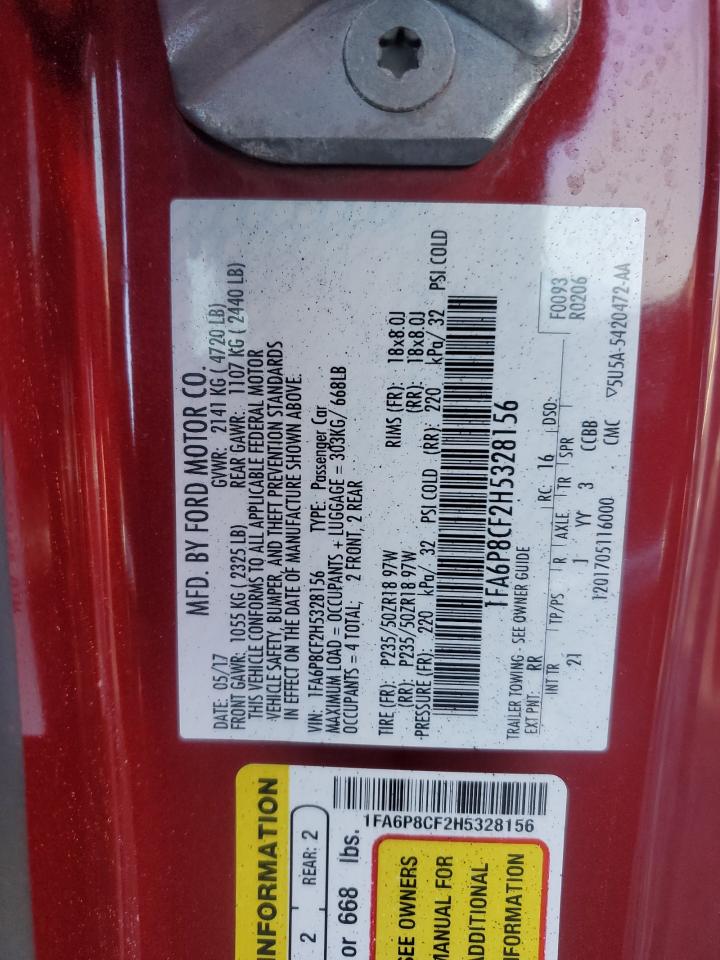 MFD. BY FORD MOTOR CO.
DATE: 05/17 GVWR: 2141 KG ( 4720 LB)
FRONT GAWR: 1055 KG ( 2325 LB) REAR GAWR: 1107 KG ( 2440 LB)
THIS VEHICLE CONFORMS TO ALL APPLICABLE FEDERAL MOTOR
VEHICLE SAFETY, BUMPER, AND THEFT PREVENTION STANDARDS
IN EFFECT ON THE DATE OF MANUFACTURE SHOWN ABOVE.
VIN: 1FA6P8CF2H5328156 TYPE: Passenger Car
MAXIMUM LOAD = OCCUPANTS + LUGGAGE = 303KG/ 668LB
OCCUPANTS = 4 TOTAL; 2 FRONT, 2 REAR
TIRE (FR): P235/50ZR18 97W RIMS (FR): 18x8.0J
(RR): P235/50ZR18 97W (RR): 18x8.0J
PRESSURE (FR): 220 kPa/ 32 PSI COLD (RR): 220 kPa/ 32 PSI COLD
1FA6P8CF2H5328156
TRAILER TOWING - SEE OWNER GUIDE
EXT PNT: RR RC: 16 DSO: F0093
R0206
INT TR TP/PS R AXLE TR SPR
21 J YY 3 CCBB
1201705116000 CMC ▽5U5A-5420472-AA
INFORMATION
2 REAR: 2
or 668 lbs.
1FA6P8CF2H5328156
SEE OWNERS
MANUAL FOR
ADDITIONAL
INFORMATION